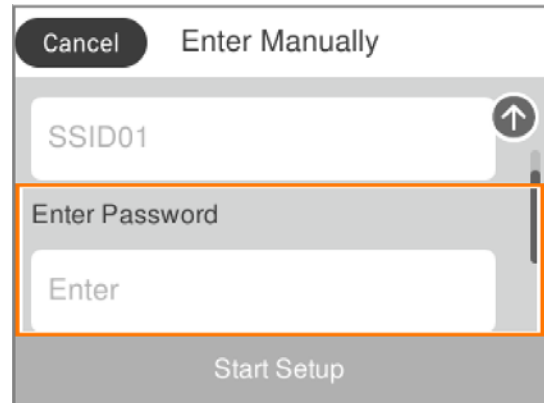 Cancel Enter Manually
SSID01
Enter Password
Enter
Start Setup